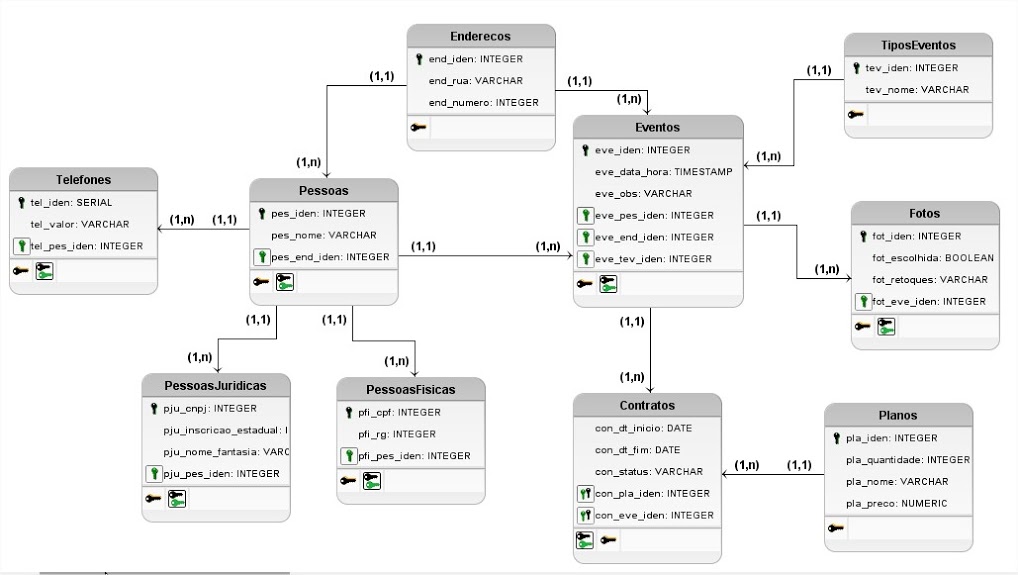 Enderecos
end_iden: INTEGER
end_rua: VARCHAR
end_numero: INTEGER
TiposEventos
tev_iden: INTEGER
tev_nome: VARCHAR
(1,1)
(1,1)
(1,n)
(1,1)
(1,n)
(1,n)
Eventos
eve_iden: INTEGER
eve_data_hora: TIMESTAMP
eve_obs: VARCHAR
eve_pes_iden: INTEGER
eve_end_iden: INTEGER
eve_tev_iden: INTEGER
Telefones
tel_iden: SERIAL
tel_valor: VARCHAR
tel_pes_iden: INTEGER
(1,n)
(1,1)
Pessoas
pes_iden: INTEGER
pes_nome: VARCHAR
pes_end_iden: INTEGER
(1,1)
(1,n)
(1,1)
(1,n)
Fotos
fot_iden: INTEGER
fot_escolhida: BOOLEAN
fot_retoques: VARCHAR
fot_eve_iden: INTEGER
(1,1)
(1,n)
(1,1)
(1,n)
(1,1)
(1,n)
PessoasJuridicas
pju_cnpj: INTEGER
pju_inscricao_estadual: I
pju_nome_fantasia: VARC
pju_pes_iden: INTEGER
PessoasFisicas
pfi_cpf: INTEGER
pfi_rg: INTEGER
pfi_pes_iden: INTEGER
Contratos
con_dt_inicio: DATE
con_dt_fim: DATE
con_status: VARCHAR
con_pla_iden: INTEGER
con_eve_iden: INTEGER
(1,n)
(1,1)
Planos
pla_iden: INTEGER
pla_quantidade: INTEGER
pla_nome: VARCHAR
pla_preco: NUMERIC